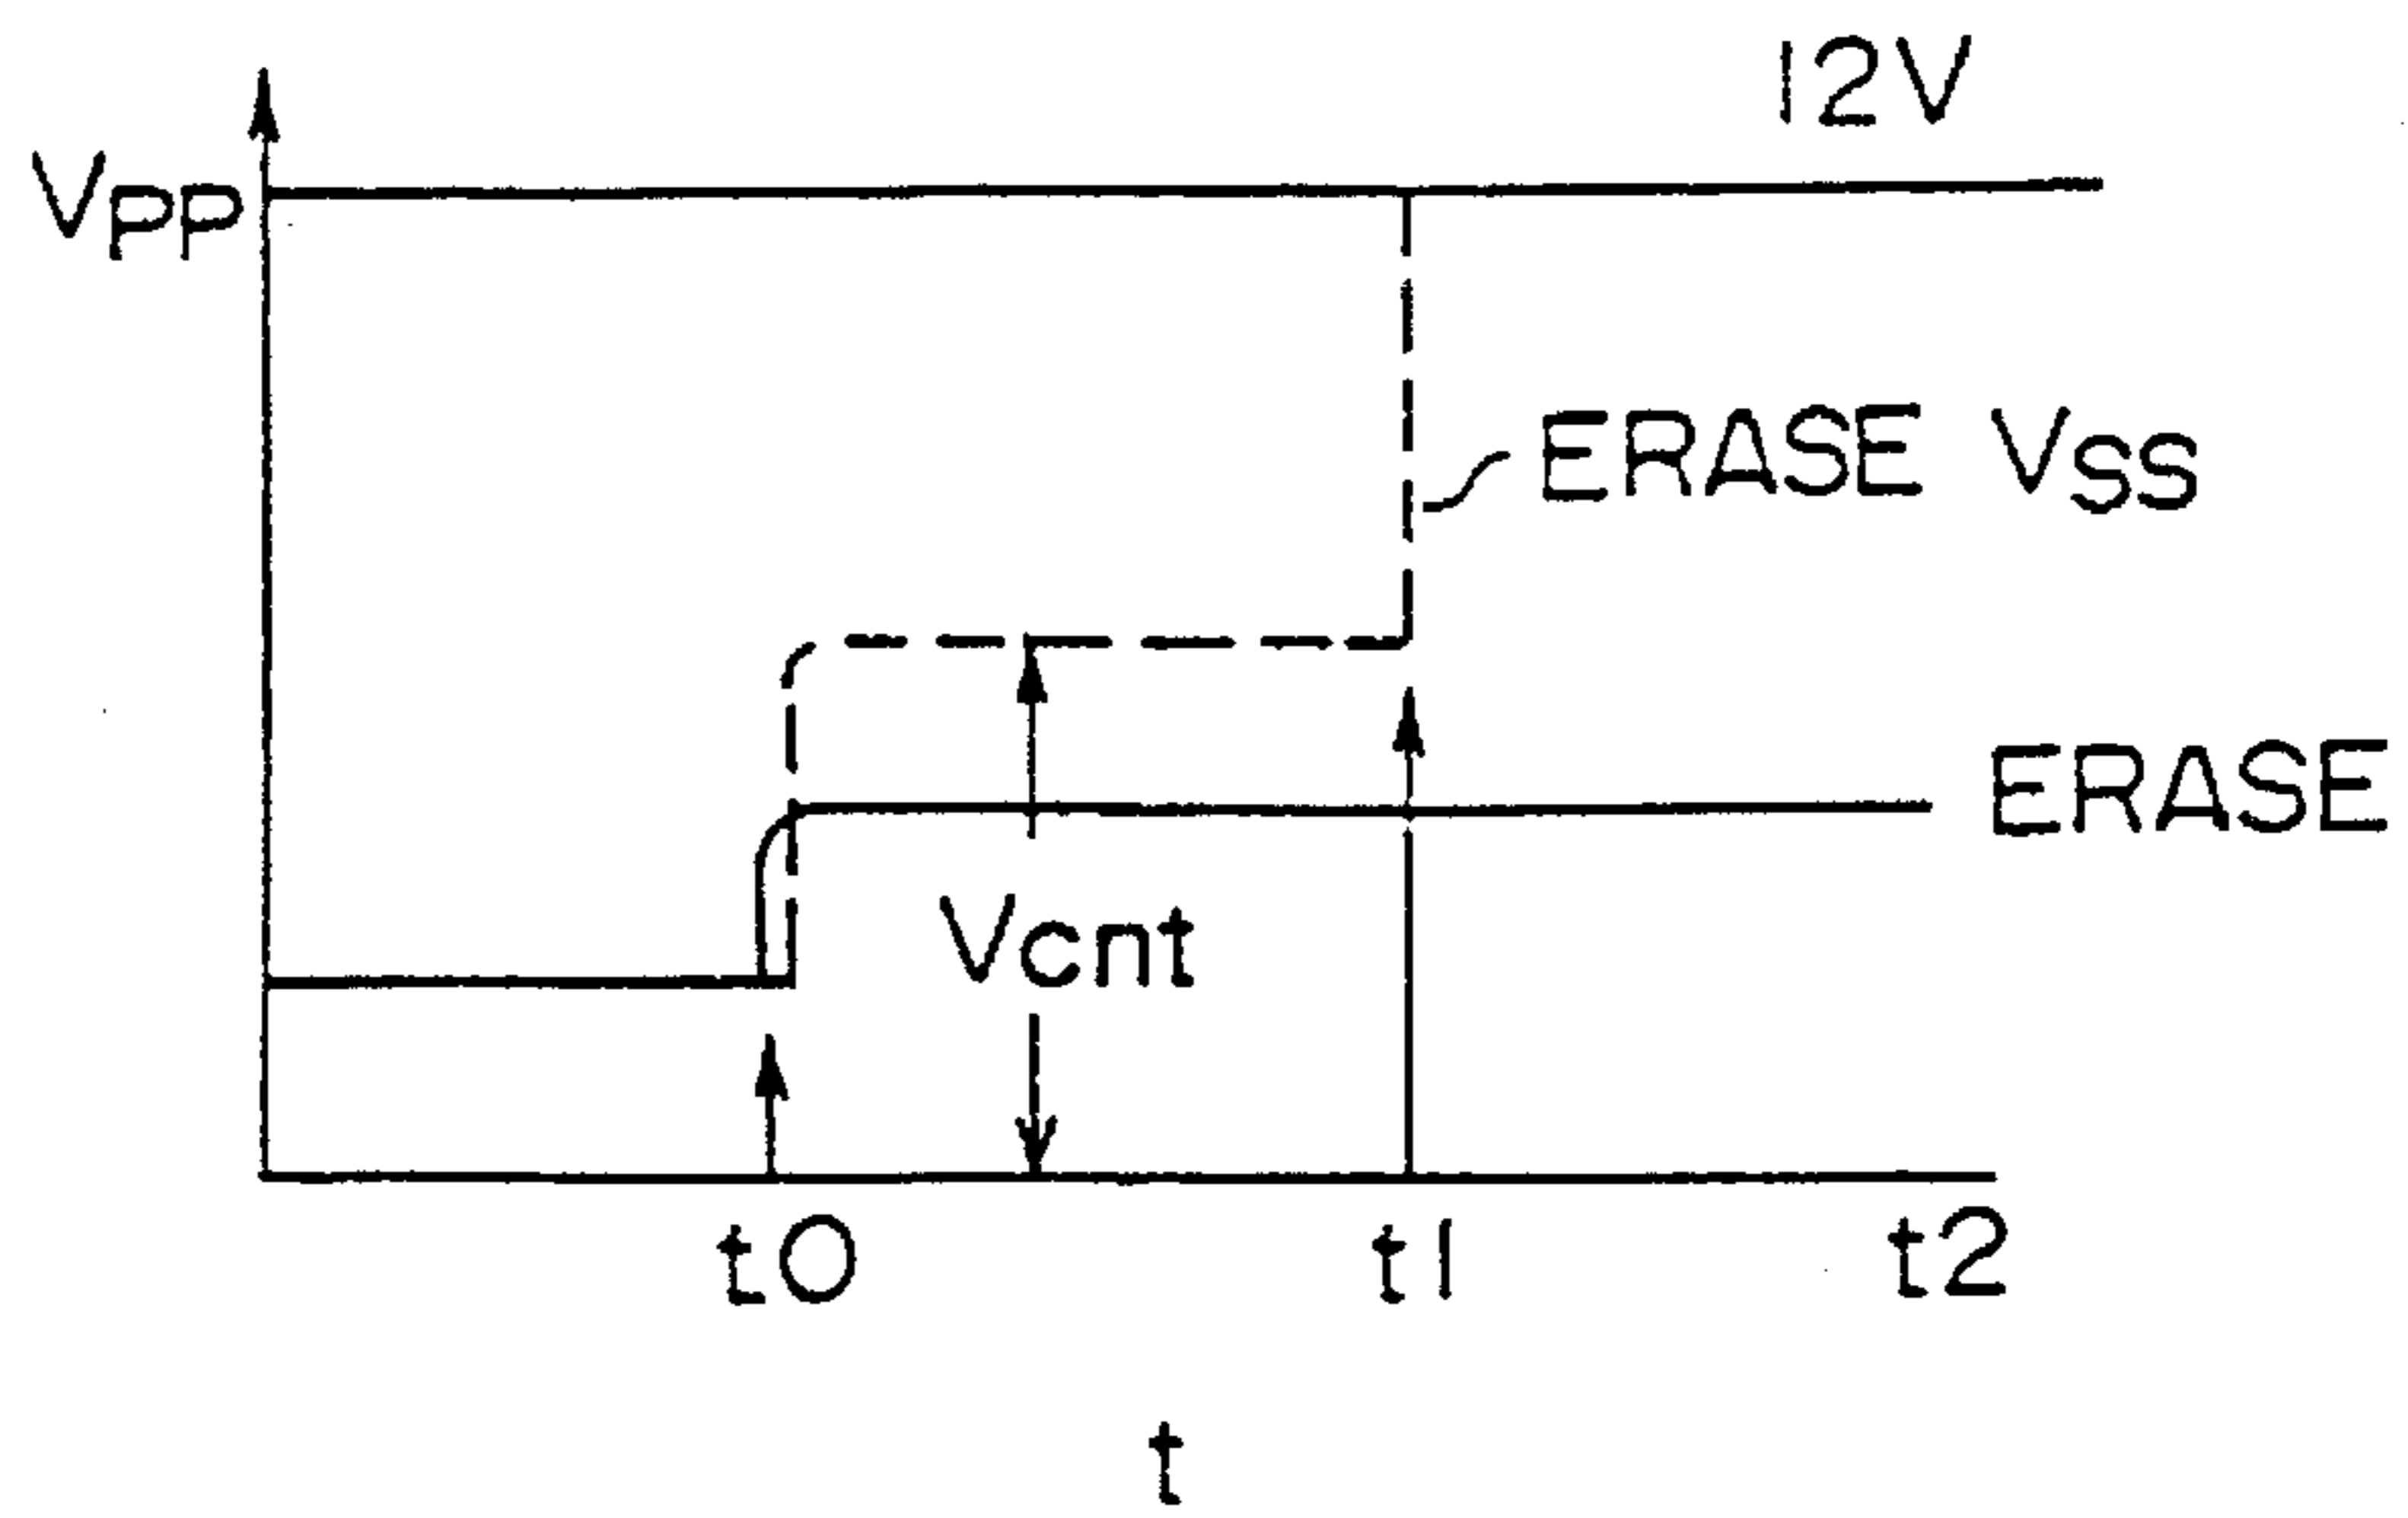 12V
VPP
ERASE VSS
ERASE
Vcnt
t0
t1
t2
t